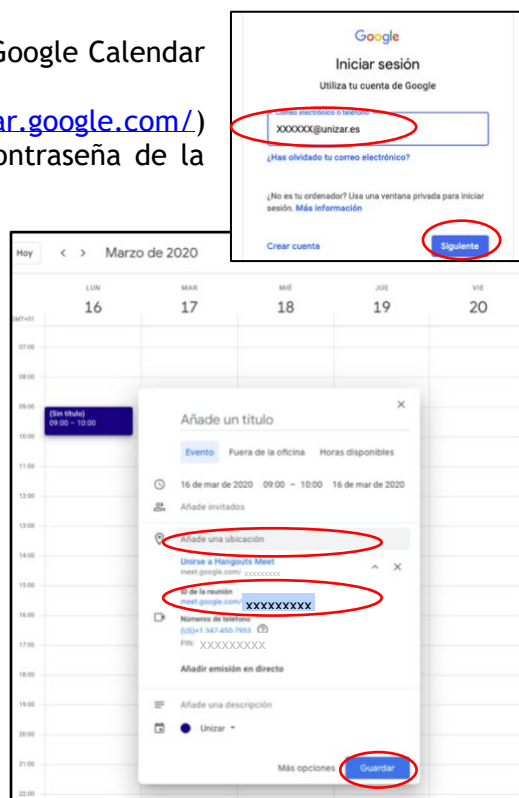 Google Calendar
ar.google.com/)
ontraseña de la
Google
Iniciar sesión
Utiliza tu cuenta de Google
Correo electrónico o teléfono
XXXXXX@unizar.es
¿Has olvidado tu correo electrónico?
¿No es tu ordenador? Usa una ventana privada para iniciar
sesión. Más información
Crear cuenta
Siguiente
Hoy < > Marzo de 2020
LUN MAR MIÉ JUE VIE
16 17 18 19 20
GMT+01
07:00
08:00
09:00
(Sin título)
09:00 – 10:00
10:00
11:00
12:00
13:00
14:00
15:00
16:00
17:00
18:00
19:00
20:00
21:00
22:00
Añade un título
Evento Fuera de la oficina Horas disponibles
16 de mar de 2020 09:00 – 10:00 16 de mar de 2020
Añade invitados
Añade una ubicación
Unirse a Hangouts Meet
meet.google.com/ xxxxxxxxx
ID de la reunión
meet.google.com/ xxxxxxxxx
Números de teléfono
(US)+1 347-450-7953
PIN: XXXXXXXXX
Añadir emisión en directo
Añade una descripción
Unizar
Más opciones Guardar